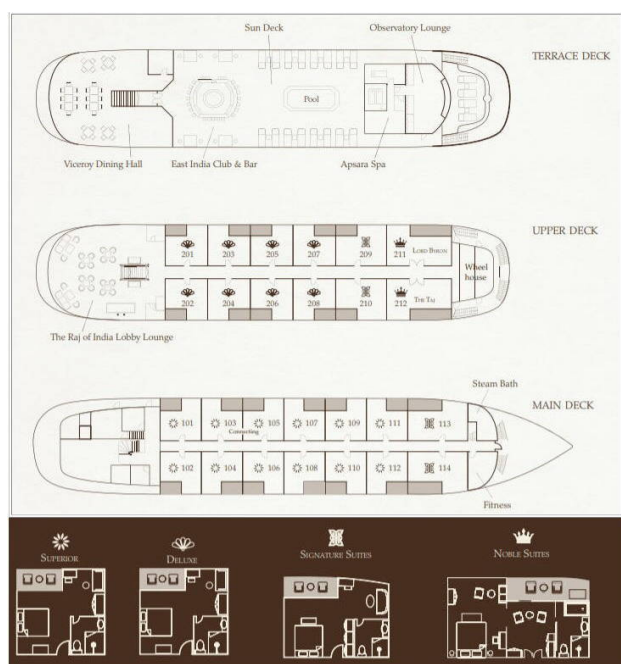 Sun Deck
Observatory Lounge
TERRACE DECK
Pool
Viceroy Dining Hall
East India Club & Bar
Apsara Spa
UPPER DECK
201 203 205 207 209 211 LORD BYRON
Wheel
house
202 204 206 208 210 212 THE TAJ
The Raj of India Lobby Lounge
Steam Bath
MAIN DECK
101 103 105 107 109 111 113
Connecting
102 104 106 108 110 112 114
Fitness
SUPERIOR
DELUXE
SIGNATURE SUITES
NOBLE SUITES